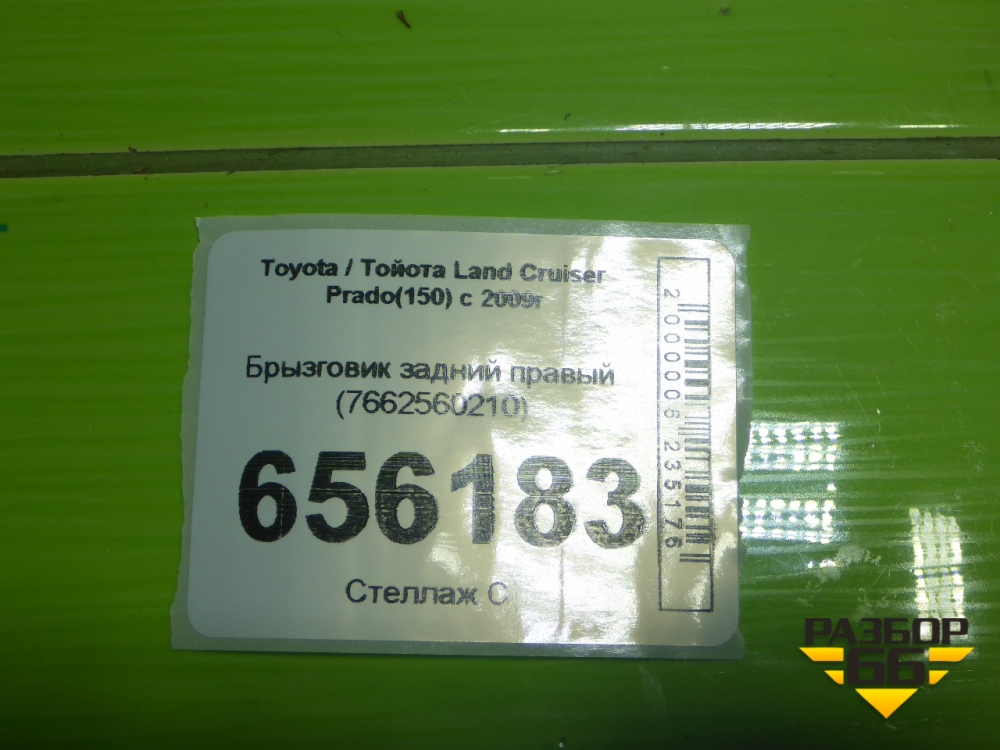 Toyota / Тойота Land Cruiser
Prado(150) с 2009г
Брызговик задний правый
(7662560210)
656183
Стеллаж С
2000006235176
РАЗБОР
66